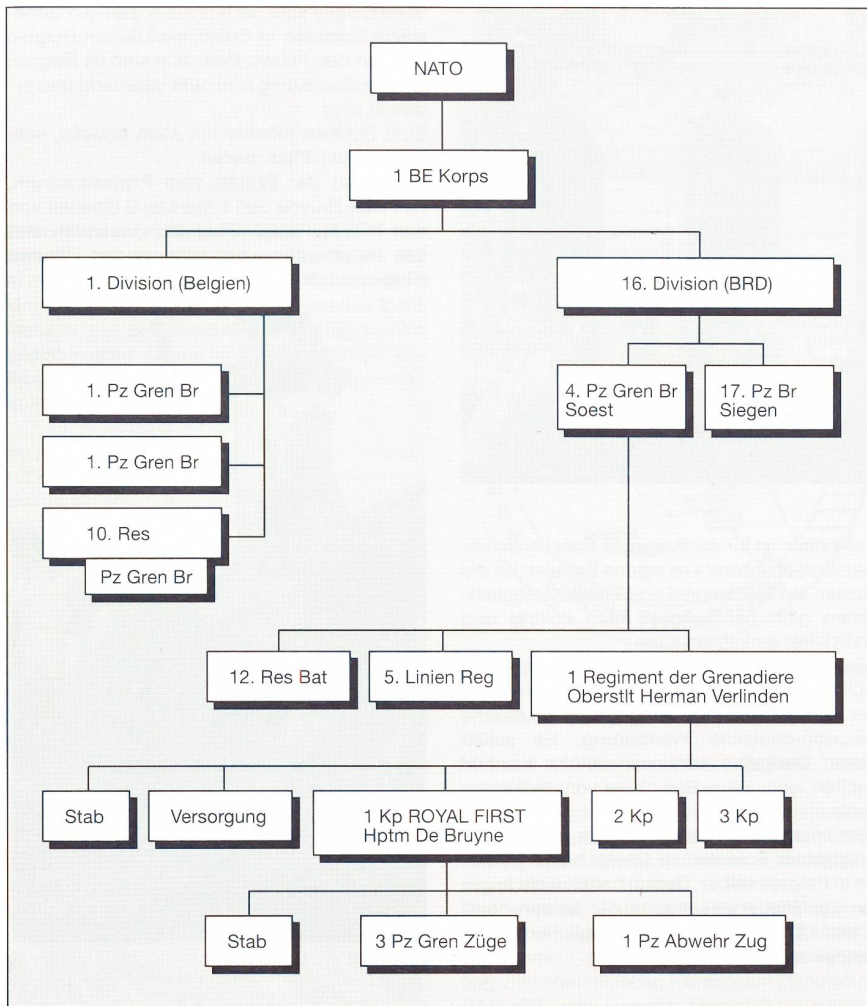 NATO
1 BE Korps
1. Division (Belgien)
16. Division (BRD)
1. Pz Gren Br
1. Pz Gren Br
10. Res
Pz Gren Br
4. Pz Gren Br
Soest
17. Pz Br
Siegen
12. Res Bat
5. Linien Reg
1 Regiment der Grenadiere
Oberstlt Herman Verlinden
Stab
Versorgung
1 Kp ROYAL FIRST
Hptm De Bruyne
2 Kp
3 Kp
Stab
3 Pz Gren Züge
1 Pz Abwehr Zug